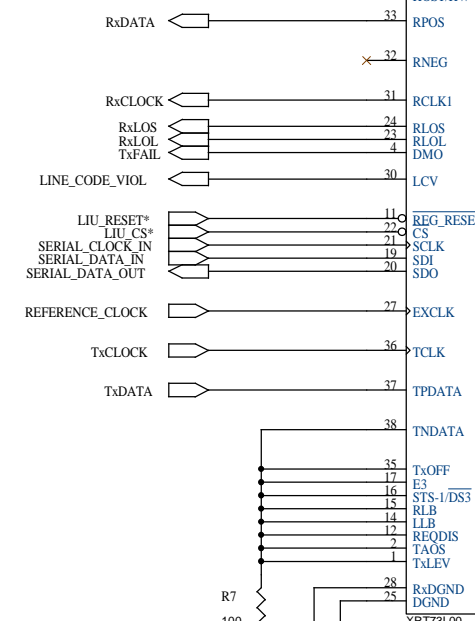 RxDATA 33 RPOS
32 RNEG
RxCLOCK 31 RCLK1
RxLOS 24 RLOS
RxLOL 23 RLOL
TxFAIL 4 DMO
LINE_CODE_VIOL 30 LCV
LIU_RESET* 11 REG_RESE
LIU_CS* 22 CS
SERIAL_CLOCK_IN 21 SCLK
SERIAL_DATA_IN 19 SDI
SERIAL_DATA_OUT 20 SDO
REFERENCE_CLOCK 27 EXCLK
TxCLOCK 36 TCLK
TxDATA 37 TPDATA
38 TNDATA
35 TxOFF
17 E3
16 STS-1/DS3
15 RLB
14 LLB
12 REQDIS
2 TAOS
1 TxLEV
28 RxDGND
R7 25 DGND